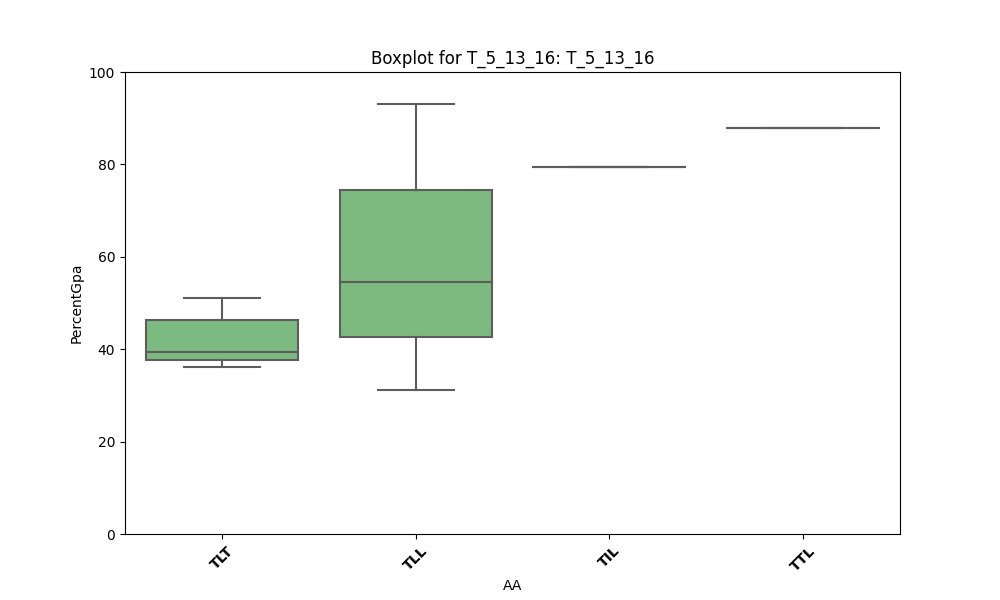 Boxplot for T_5_13_16: T_5_13_16
100
80
60
40
20
0
PercentGpa
TLT
TLL
TIL
TTL
AA